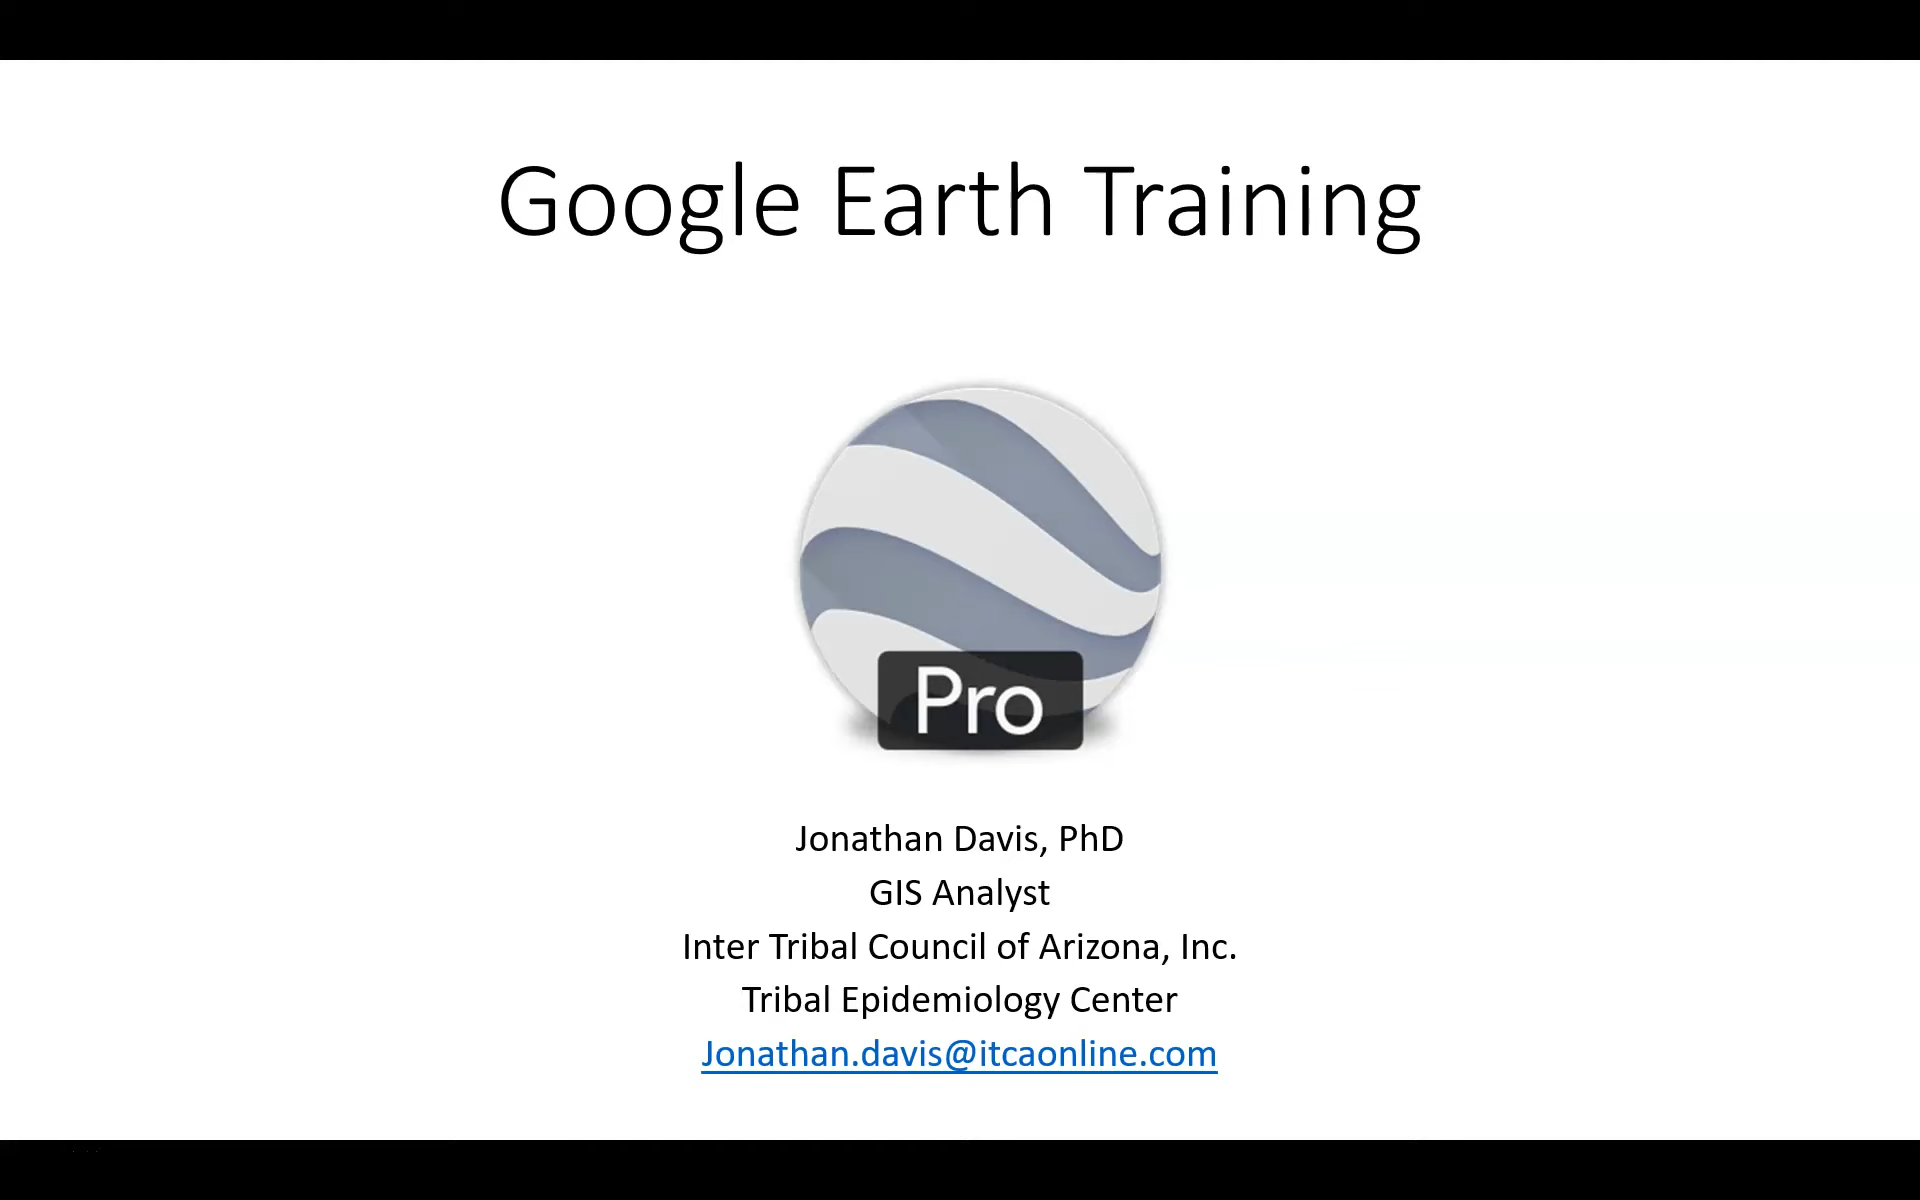 Google Earth Training
Pro
Jonathan Davis, PhD
GIS Analyst
Inter Tribal Council of Arizona, Inc.
Tribal Epidemiology Center
Jonathan.davis@itcaonline.com